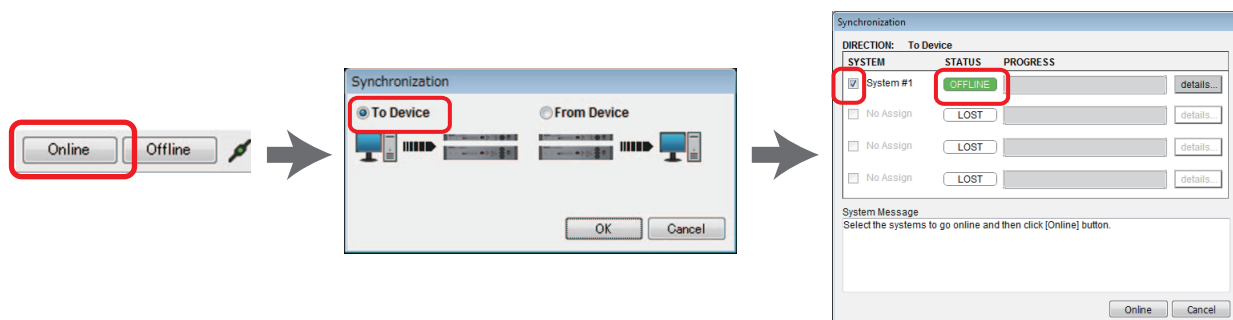 Online
Offline
Synchronization
To Device
From Device
OK
Cancel
Synchronization
DIRECTION: To Device
SYSTEM STATUS PROGRESS
System #1 OFFLINE details...
No Assign LOST details...
No Assign LOST details...
No Assign LOST details...
System Message
Select the systems to go online and then click [Online] button.
Online
Cancel